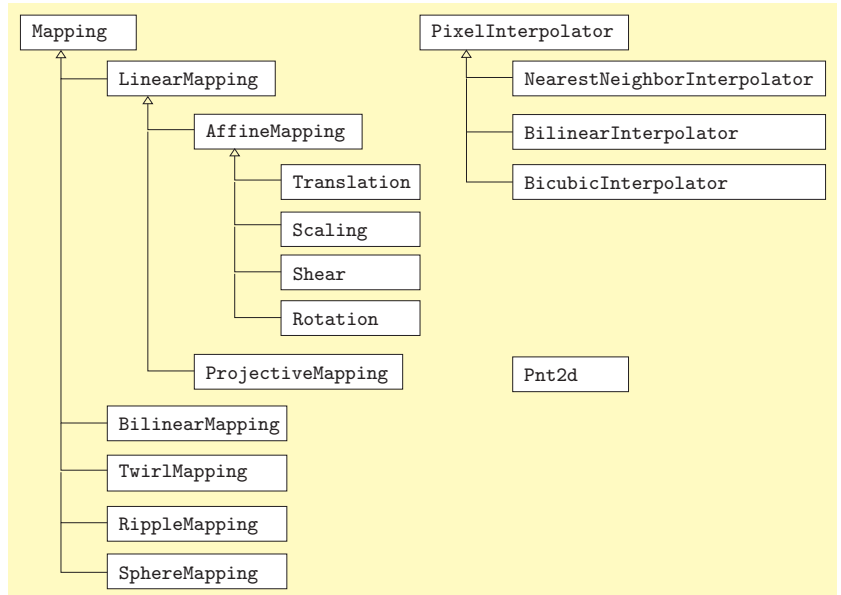 Mapping
LinearMapping
AffineMapping
Translation
Scaling
Shear
Rotation
ProjectiveMapping
BilinearMapping
TwirlMapping
RippleMapping
SphereMapping
PixelInterpolator
NearestNeighborInterpolator
BilinearInterpolator
BicubicInterpolator
Pnt2d